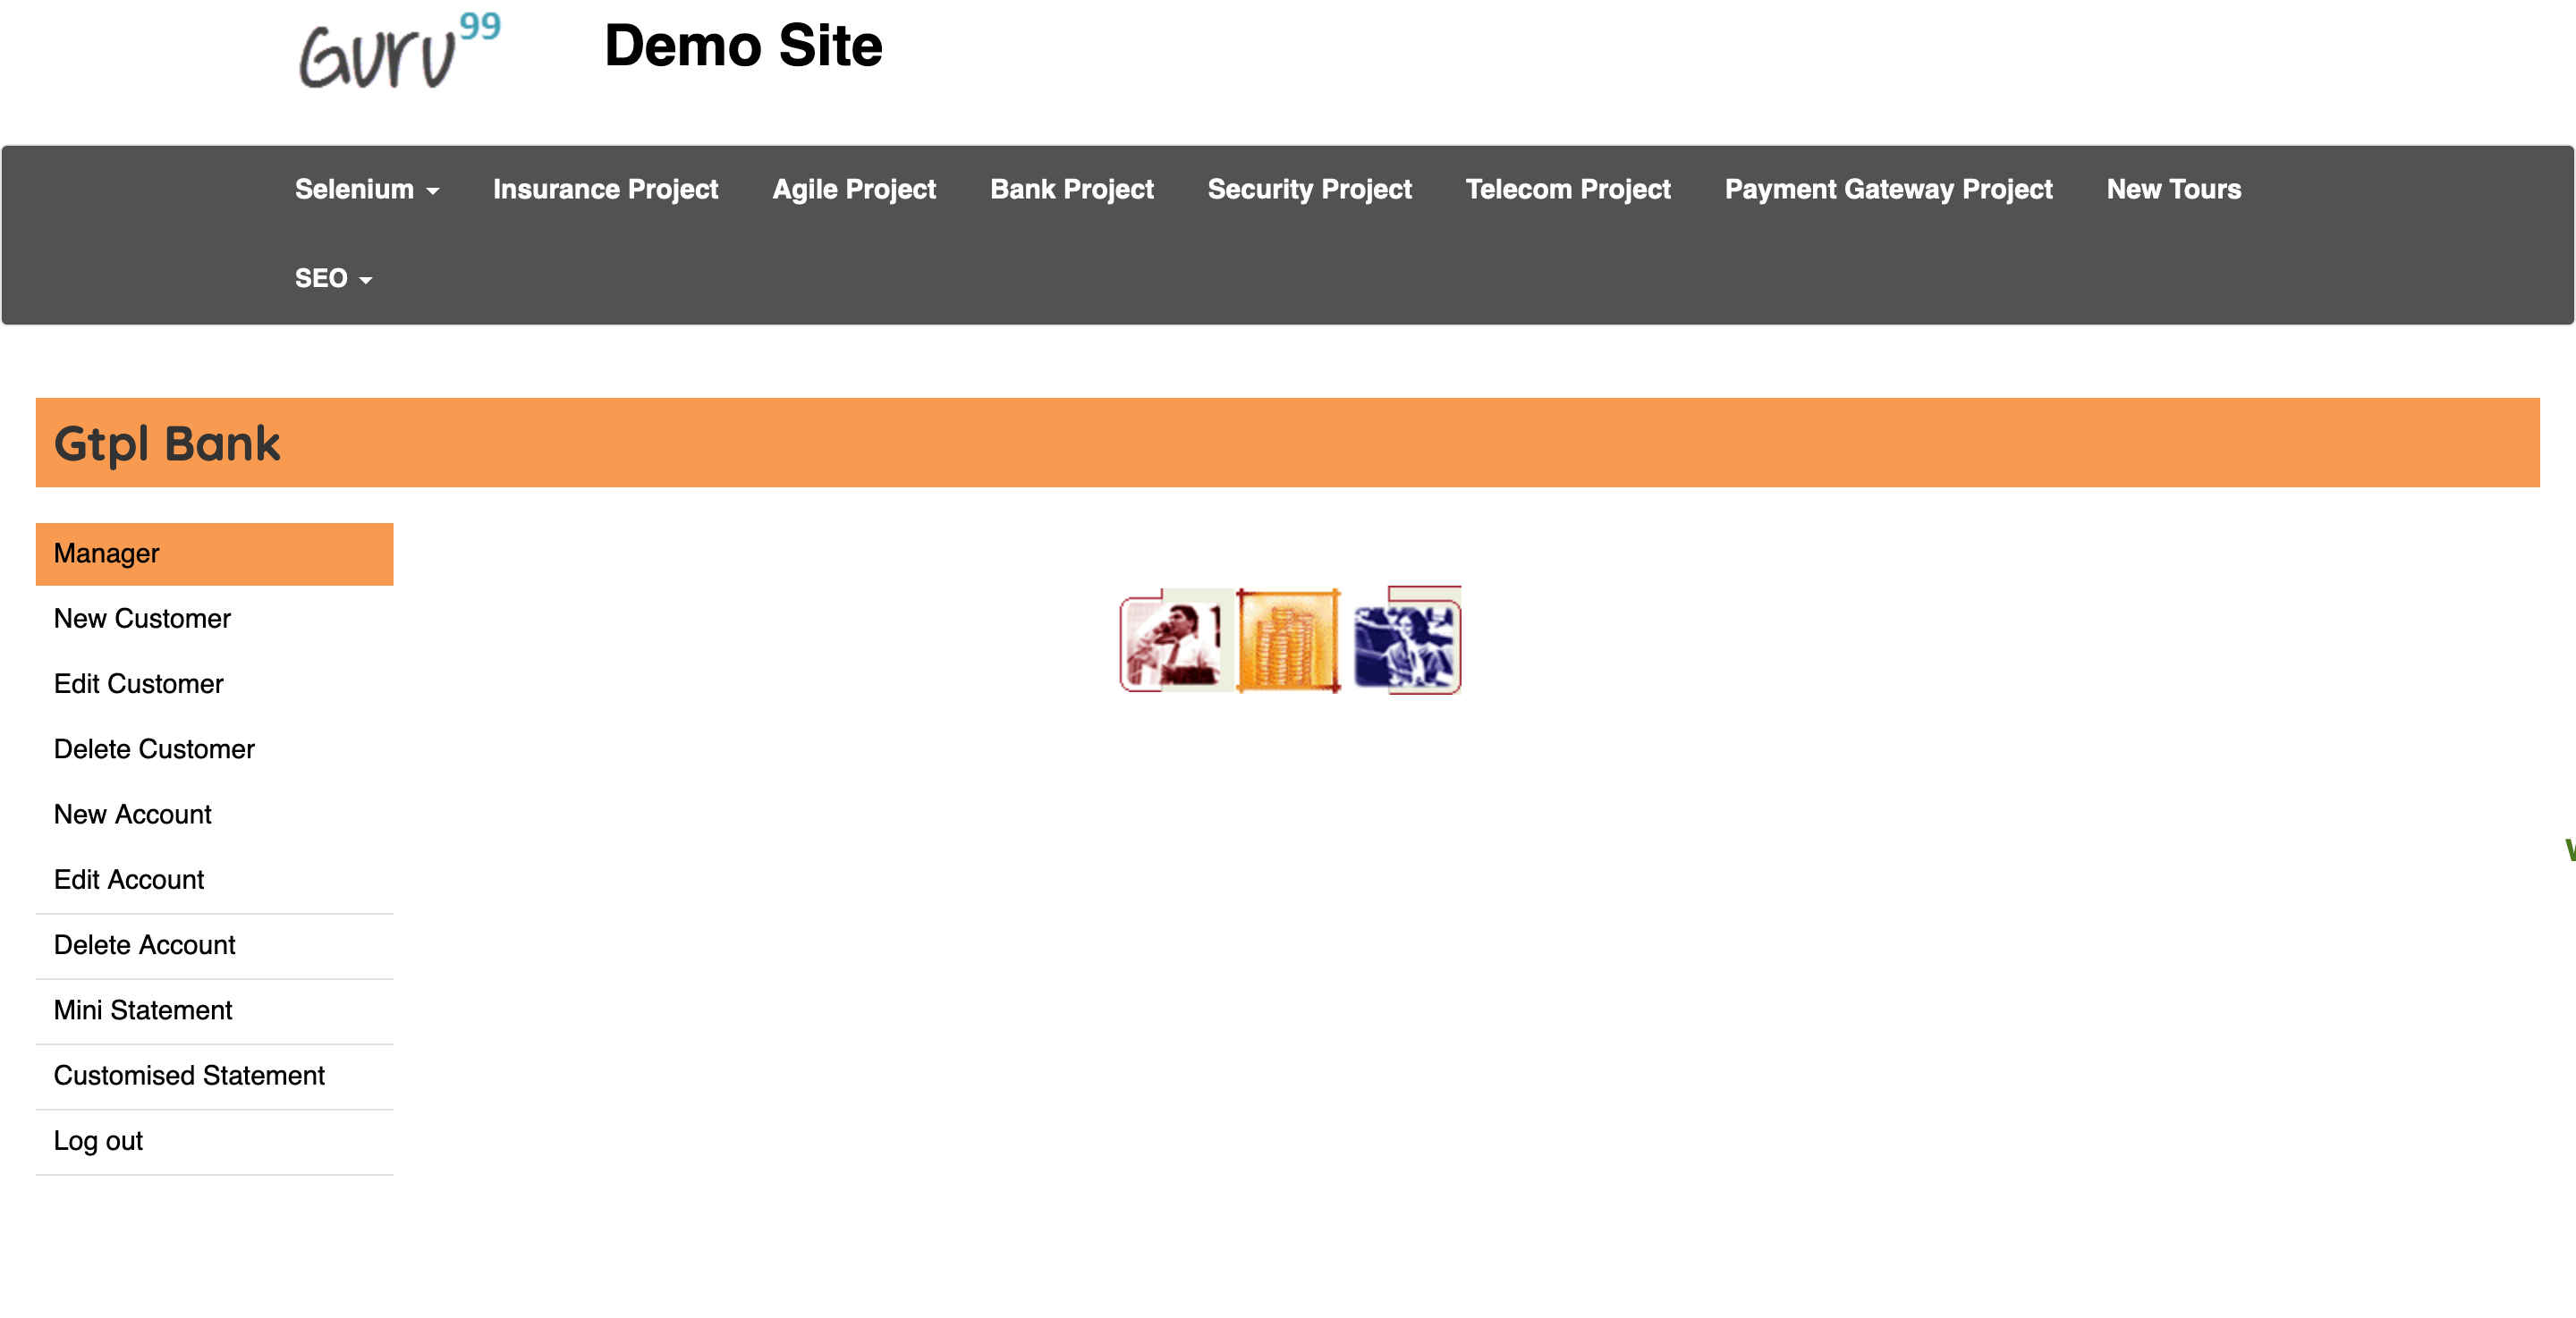 Guru99 Demo Site
Selenium Insurance Project Agile Project Bank Project Security Project Telecom Project Payment Gateway Project New Tours
SEO
Gtpl Bank
Manager
New Customer
Edit Customer
Delete Customer
New Account
Edit Account
Delete Account
Mini Statement
Customised Statement
Log out